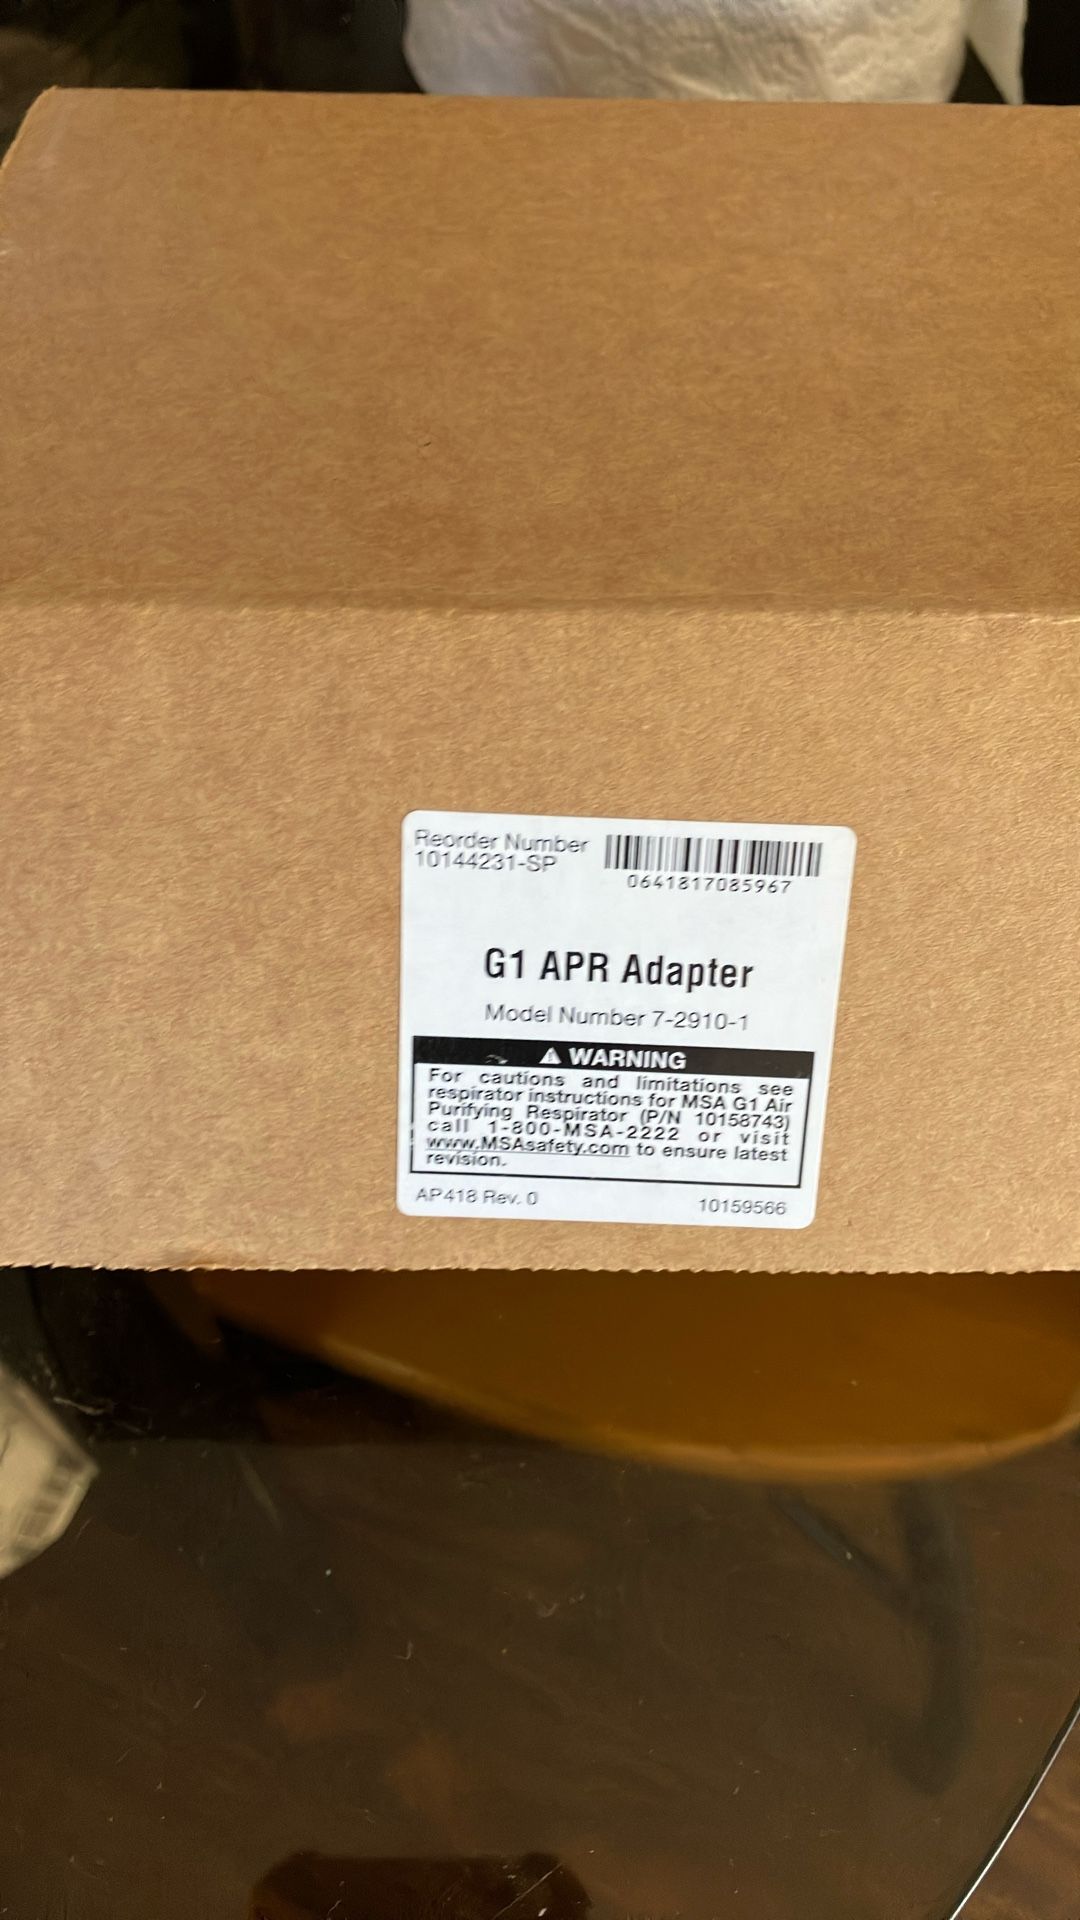 Reorder Number
10144231-SP
0641817085967
G1 APR Adapter
Model Number 7-2910-1
⚠ WARNING
For cautions and limitations see
respirator instructions for MSA G1 Air
Purifying Respirator (P/N 10158743)
call 1-800-MSA-2222 or visit
www.MSAsafety.com to ensure latest
revision.
AP418 Rev. 0
10159566